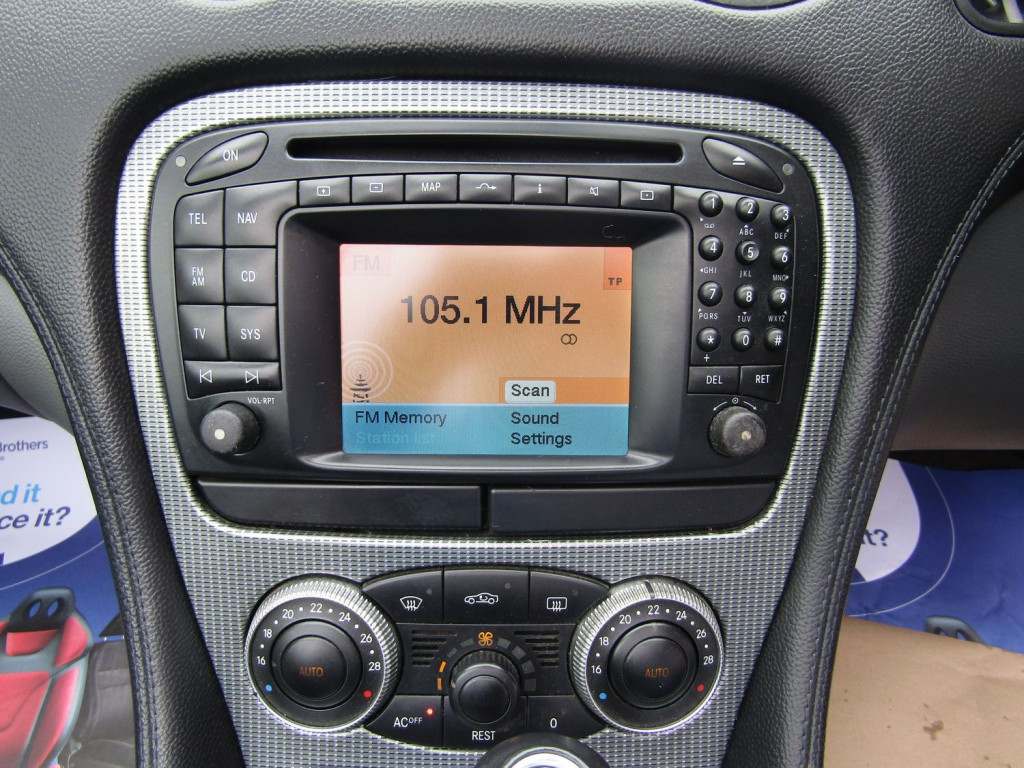 ON
MAP
i
TEL NAV
FM
AM
CD
TV SYS
VOL-RPT
FM
TP
105.1 MHz
Scan
FM Memory
Sound
Station list
Settings
1 2 3
ABC DEF
4 5 6
GHI JKL MNO
7 8 9
PQRS TUV WXYZ
* 0 #
+
DEL RET
Brothers
d it
ce it?
it?
16 18 20 22 24 26 28
AUTO
16 18 20 22 24 26 28
AUTO
AC OFF
REST
0